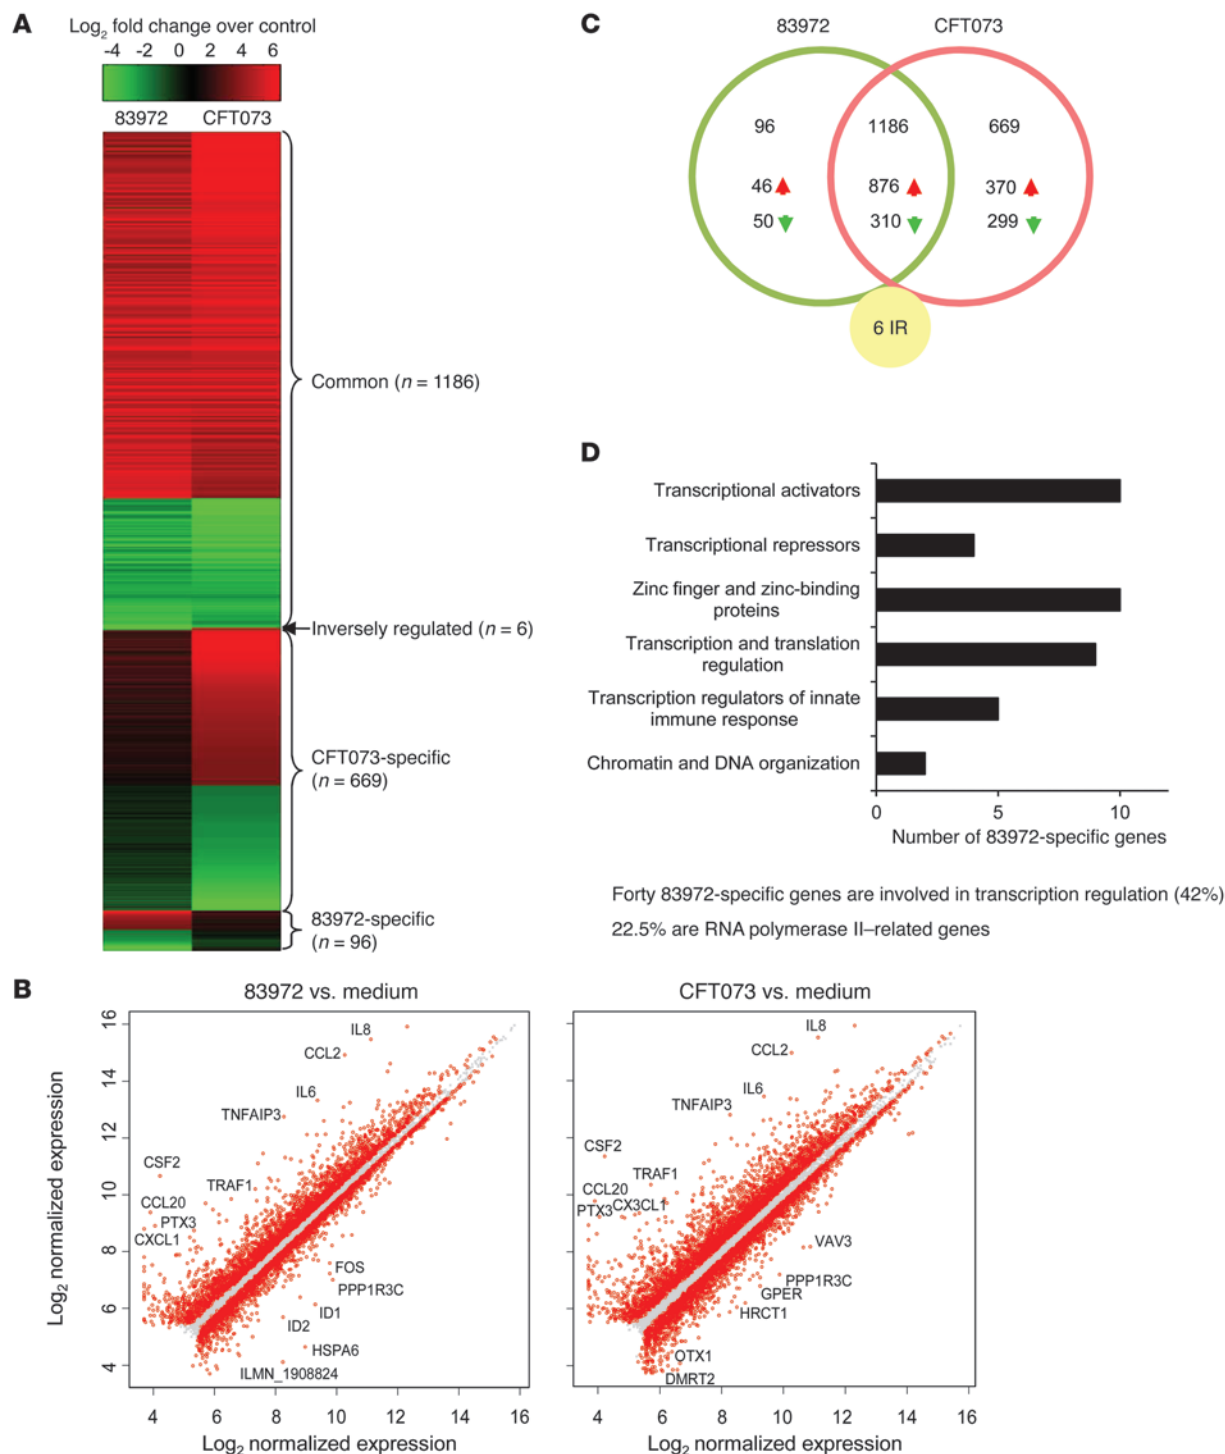 A
Log2 fold change over control
-4 -2 0 2 4 6
83972 CFT073
Common (n = 1186)
Inversely regulated (n = 6)
CFT073-specific
(n = 669)
83972-specific
(n = 96)
C
83972 CFT073
96 1186 669
46 876 370
50 310 299
6 IR
D
Transcriptional activators
Transcriptional repressors
Zinc finger and zinc-binding
proteins
Transcription and translation
regulation
Transcription regulators of innate
immune response
Chromatin and DNA organization
0 5 10
Number of 83972-specific genes
Forty 83972-specific genes are involved in transcription regulation (42%)
22.5% are RNA polymerase II–related genes
B
83972 vs. medium
Log2 normalized expression
16
14
12
10
8
6
4
IL8
CCL2
IL6
TNFAIP3
CSF2
TRAF1
CCL20
PTX3
CXCL1
FOS
PPP1R3C
ID1
ID2
HSPA6
ILMN_1908824
4 6 8 10 12 14 16
Log2 normalized expression
CFT073 vs. medium
IL8
CCL2
IL6
TNFAIP3
CSF2
TRAF1
CCL20
PTX3 CX3CL1
VAV3
PPP1R3C
GPER
HRCT1
OTX1
DMRT2
4 6 8 10 12 14 16
Log2 normalized expression